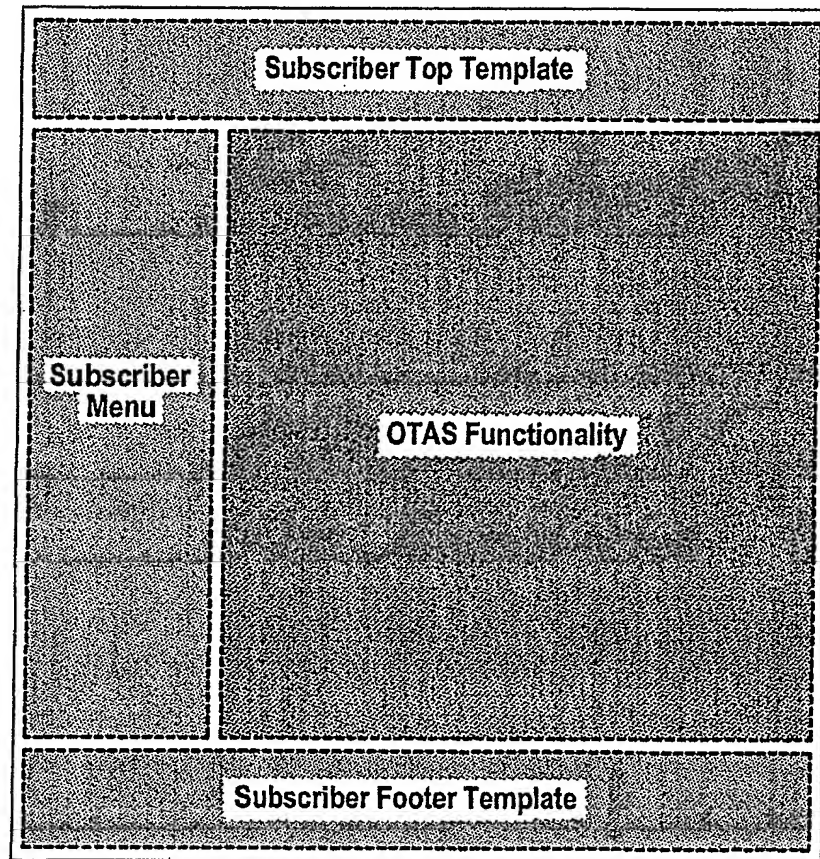 Subscriber Top Template
Subscriber
Menu
OTAS Functionality
Subscriber Footer Template